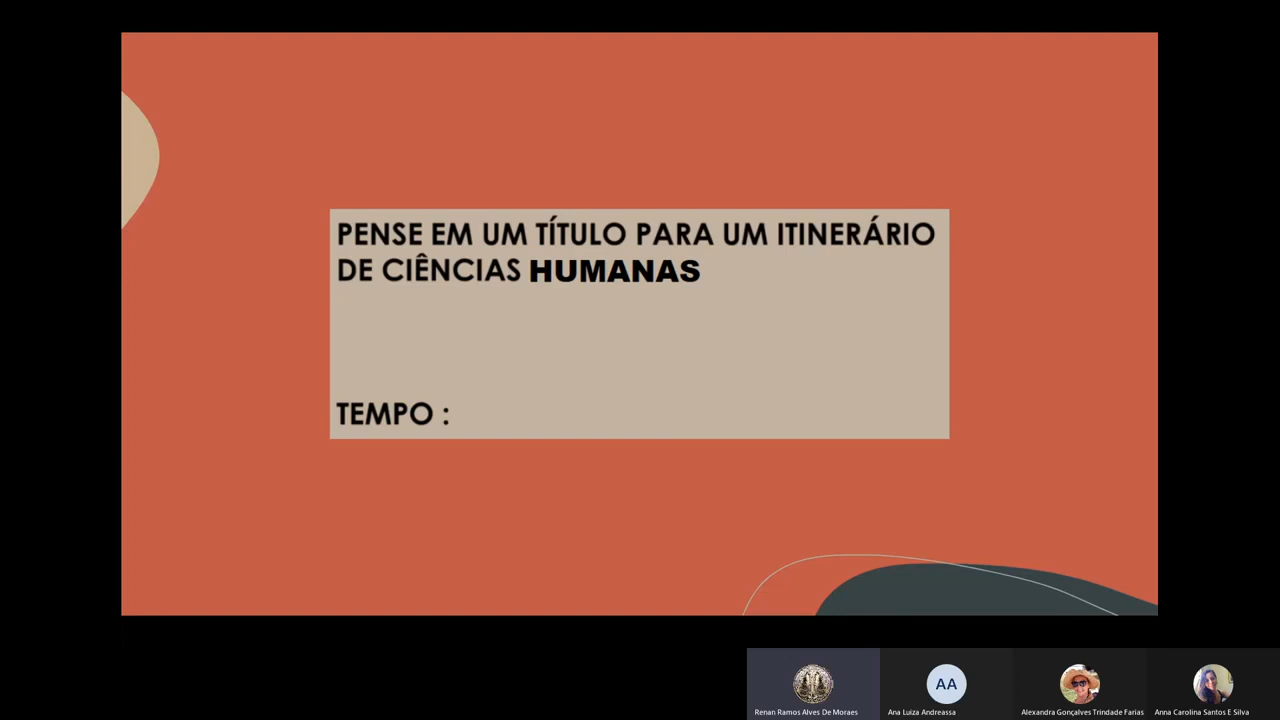 PENSE EM UM TÍTULO PARA UM ITINERÁRIO
DE CIÊNCIAS HUMANAS
TEMPO :
AA
Renan Ramos Alves De Moraes
Ana Luiza Andreassa
Alexandra Gonçalves Trindade Farias
Anna Carolina Santos E Silva